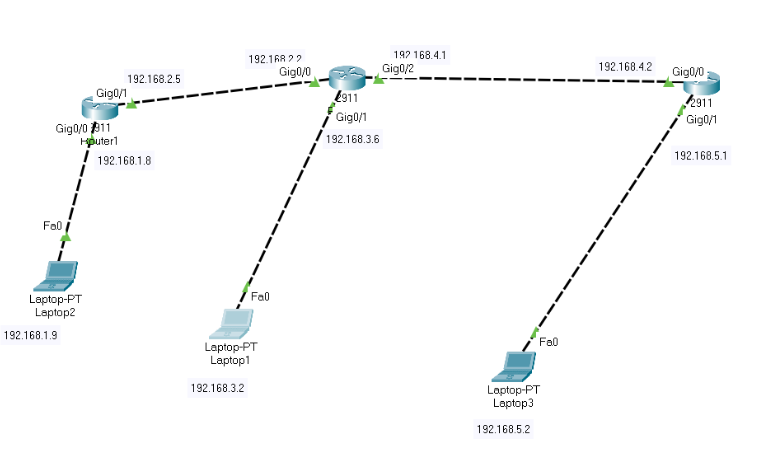 192.168.2.5
Gig0/1
192.168.2.2
Gig0/0
192.168.4.1
Gig0/2
192.168.4.2
Gig0/0
2911
Gig0/1
192.168.3.6
2911
Gig0/1
192.168.5.1
Gig0/0
Router1
192.168.1.8
Fa0
Laptop-PT
Laptop2
192.168.1.9
Fa0
Laptop-PT
Laptop1
192.168.3.2
Fa0
Laptop-PT
Laptop3
192.168.5.2